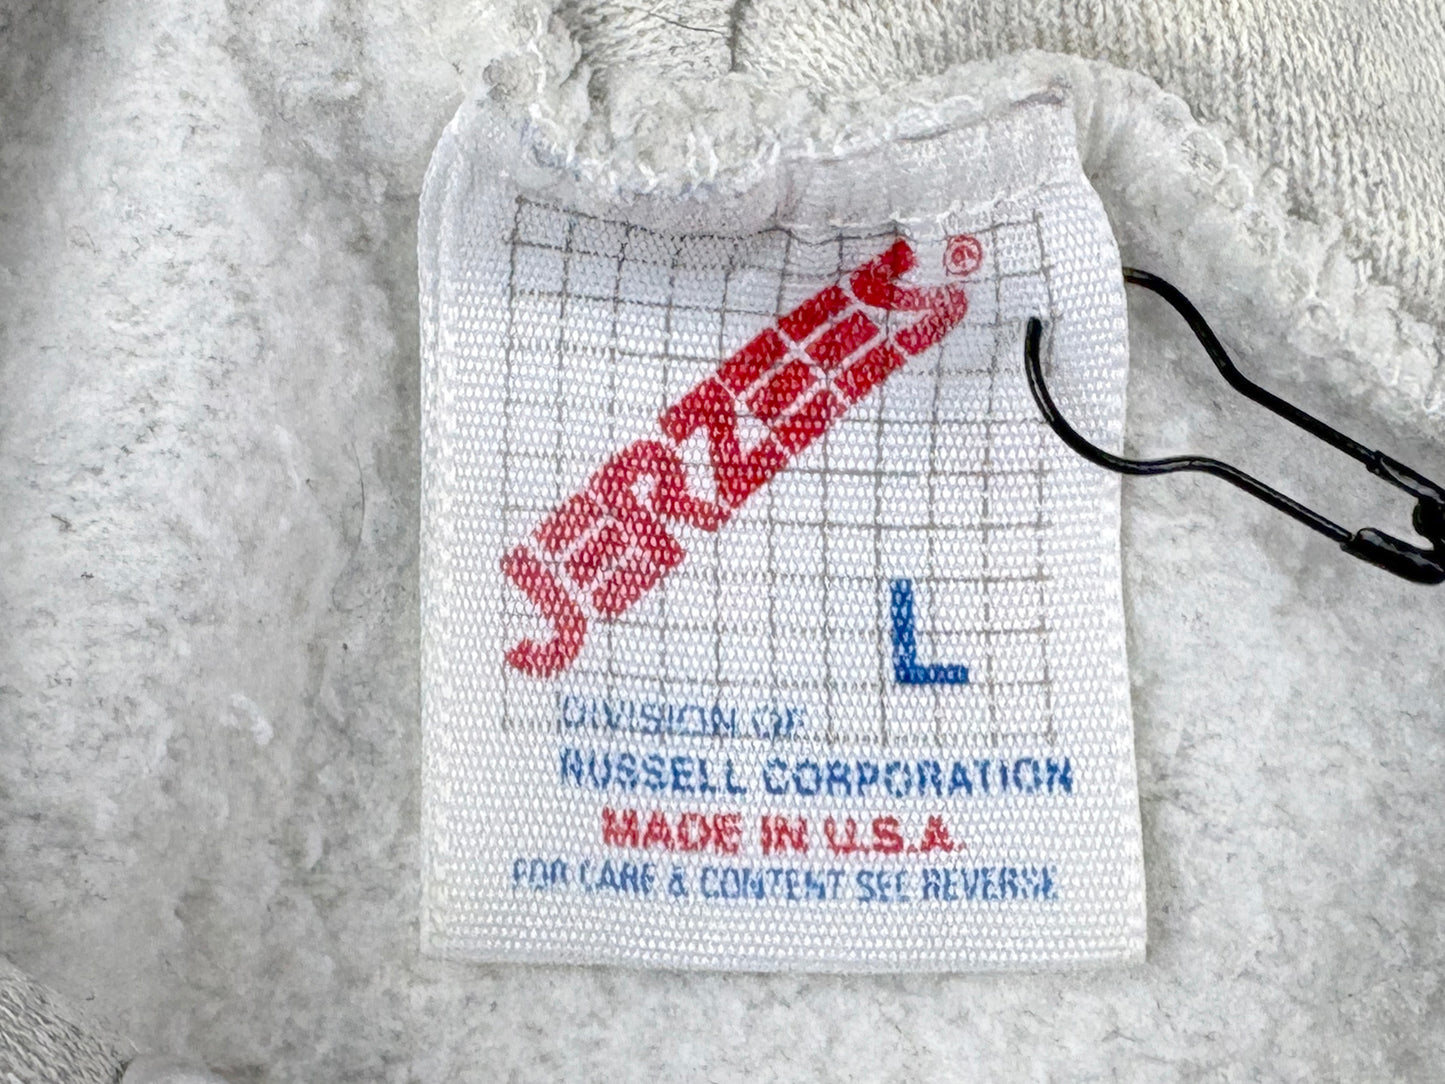 JERZEES®
L
DIVISION OF
RUSSELL CORPORATION
MADE IN U.S.A.
FOR CARE & CONTENT SEE REVERSE